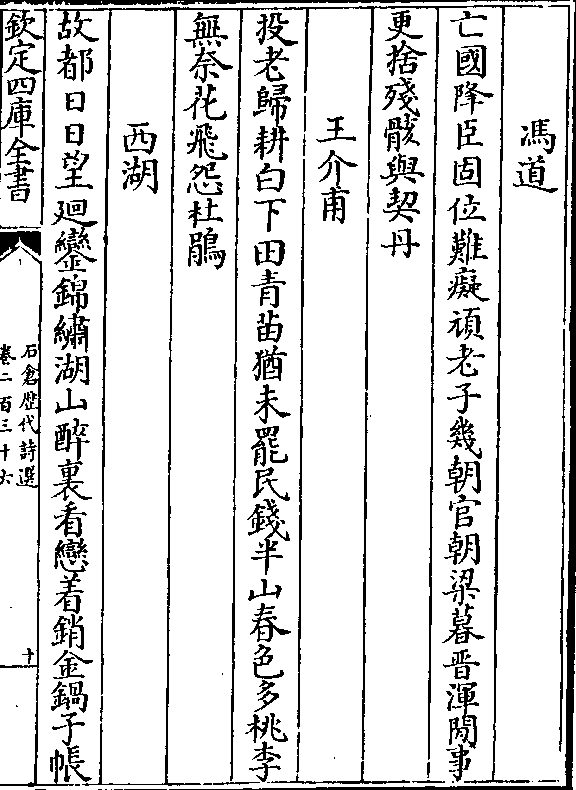 馮道
亡國降臣固位難癡頑老子幾朝官朝梁暮晋渾閒事
更捨殘骸與契丹
王介甫
投老歸耕白下田青苗猶未罷民錢半山春色多桃李
無奈花飛怨杜鵑
西湖
故都日日望廻鑾錦繡湖山醉裏看戀着銷金鍋子帳
欽定四庫全書
石倉歴代詩選
卷二百三十六
十